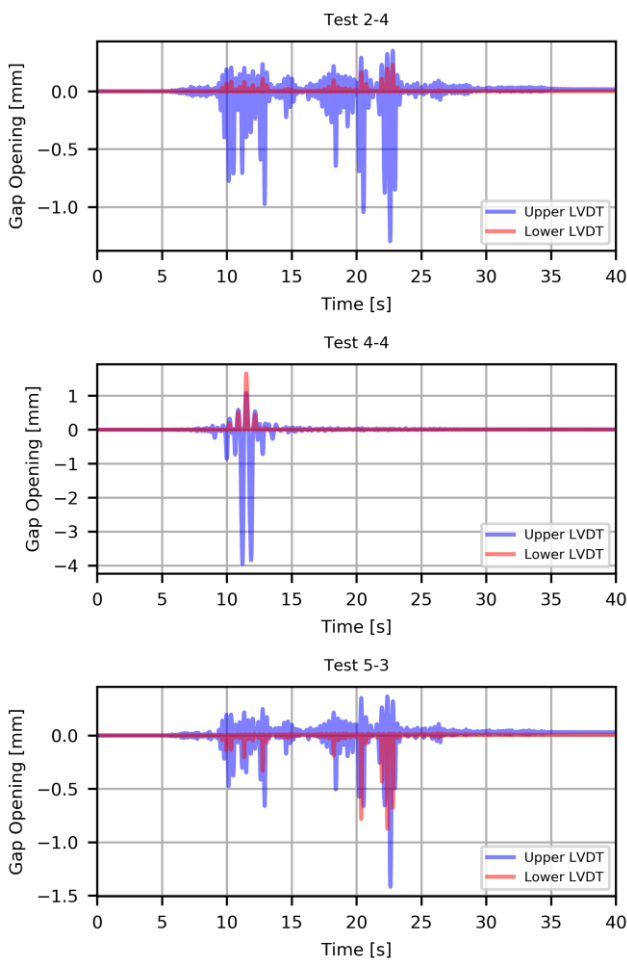 Test 2-4
Gap Opening [mm]
0.0
−0.5
−1.0
Upper LVDT
Lower LVDT
0 5 10 15 20 25 30 35 40
Time [s]
Test 4-4
Gap Opening [mm]
1
0
−1
−2
−3
−4
Upper LVDT
Lower LVDT
0 5 10 15 20 25 30 35 40
Time [s]
Test 5-3
Gap Opening [mm]
0.0
−0.5
−1.0
−1.5
Upper LVDT
Lower LVDT
0 5 10 15 20 25 30 35 40
Time [s]